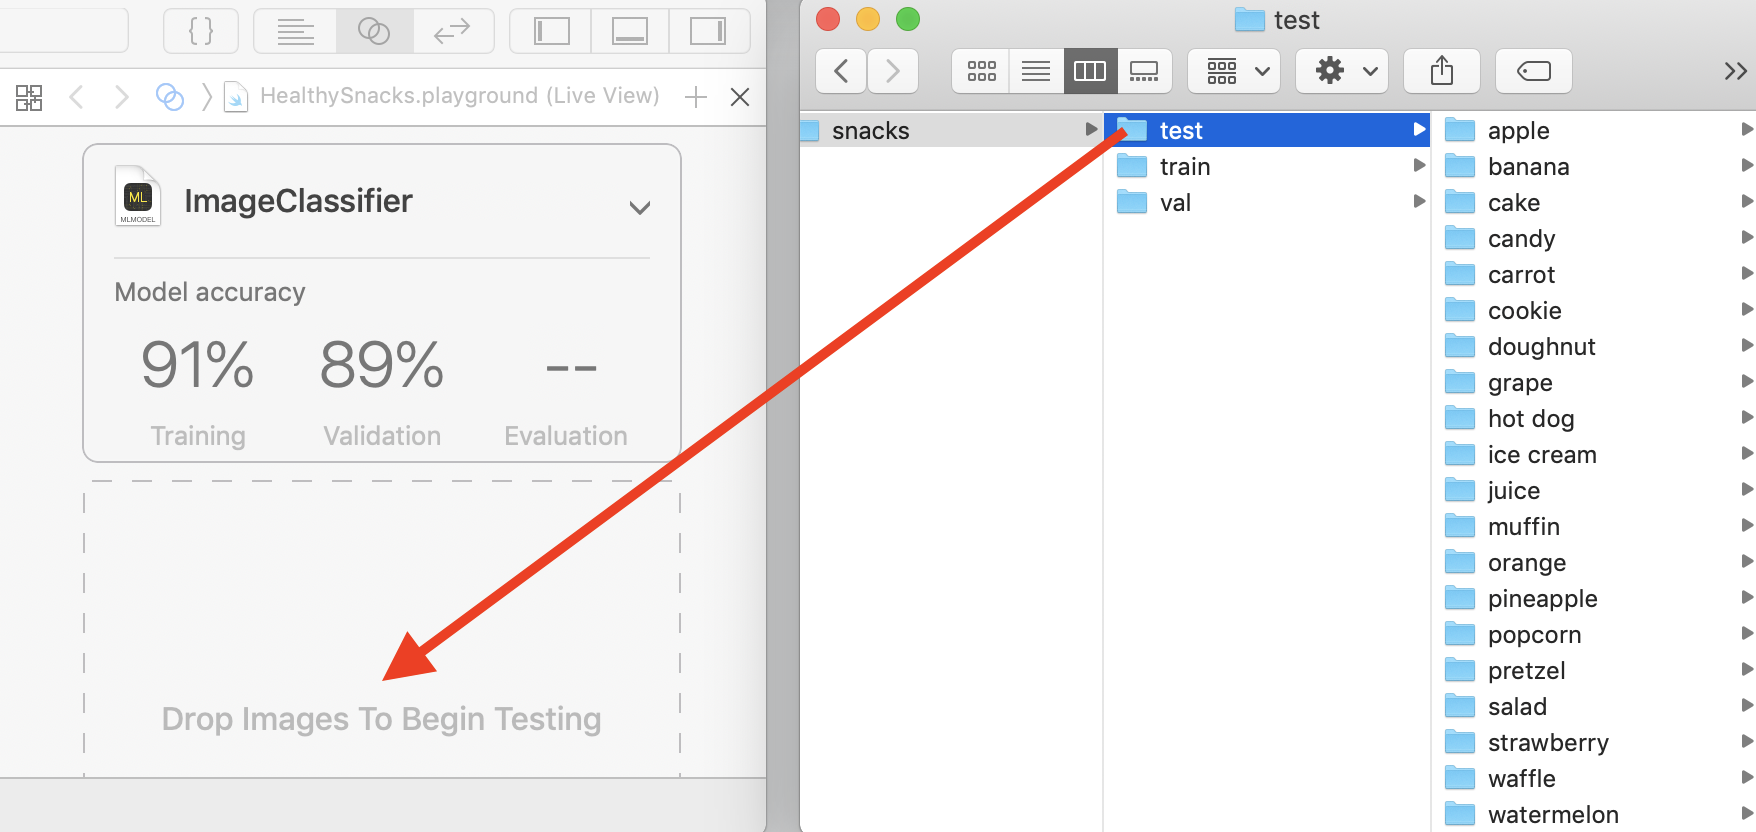 { }
HealthySnacks.playground (Live View)
ML
MLMODEL
ImageClassifier
Model accuracy
91% 89% --
Training Validation Evaluation
Drop Images To Begin Testing
test
snacks
test
train
val
apple
banana
cake
candy
carrot
cookie
doughnut
grape
hot dog
ice cream
juice
muffin
orange
pineapple
popcorn
pretzel
salad
strawberry
waffle
watermelon